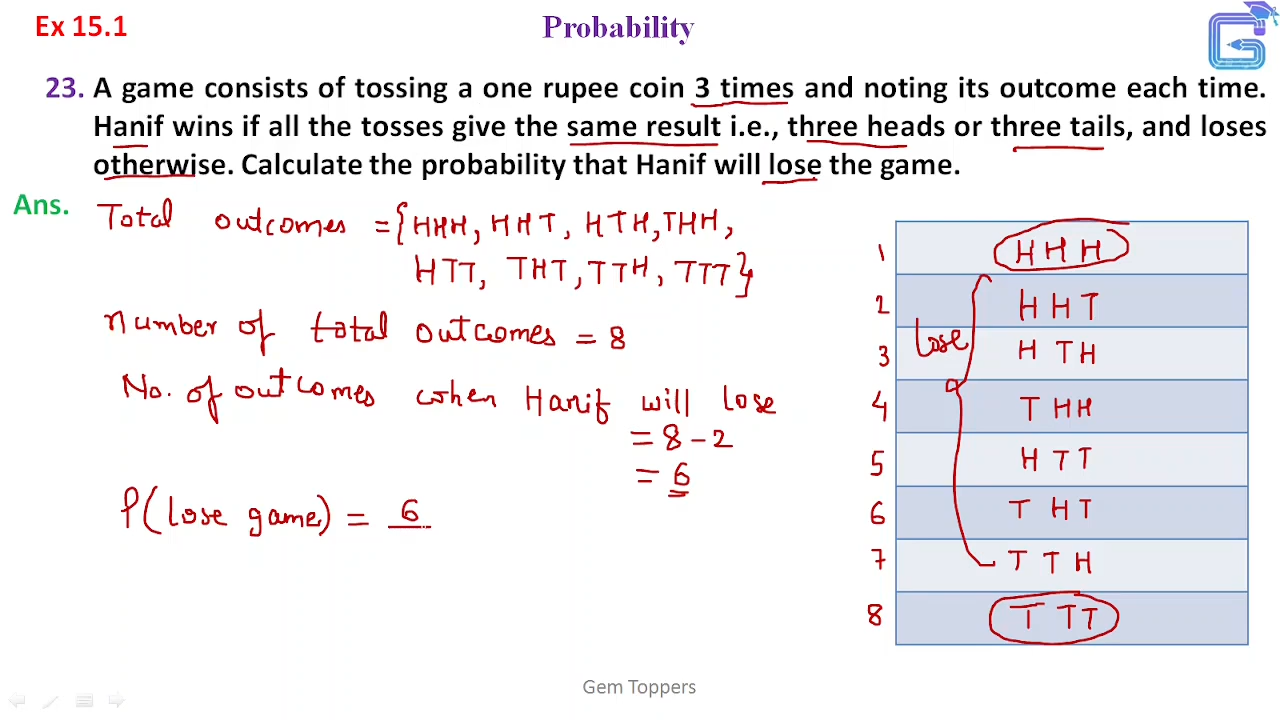 Ex 15.1
Probability
23. A game consists of tossing a one rupee coin 3 times and noting its outcome each time.
Hanif wins if all the tosses give the same result i.e., three heads or three tails, and loses
otherwise. Calculate the probability that Hanif will lose the game.
Ans.
Total outcomes = {HHH, HHT, HTH, THH,
HTT, THT, TTH, TTT}
Number of total outcomes = 8
No. of outcomes when Hanif will lose
= 8 - 2
= 6
P(lose game) = 6
1 HHH
2 HHT
lose
3 HTH
4 THH
5 HTT
6 THT
7 TTH
8 TTT
Gem Toppers